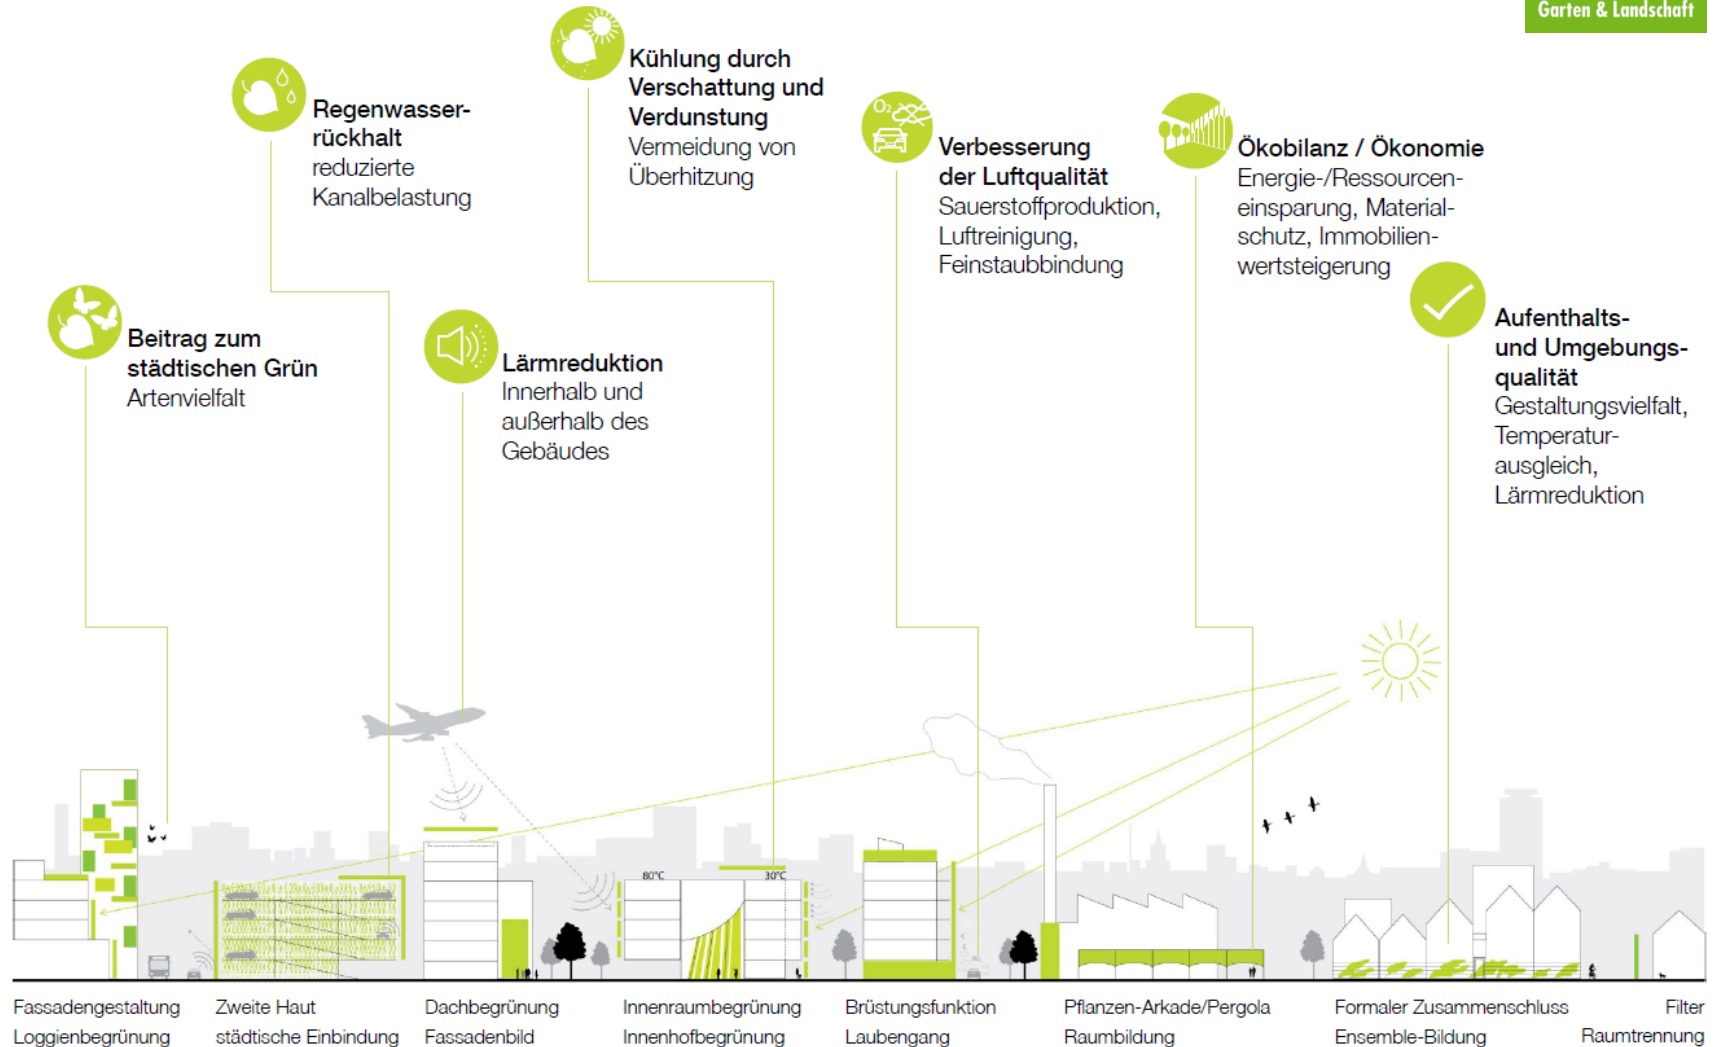 Garten & Landschaft
Kühlung durch
Verschattung und
Verdunstung
Vermeidung von
Überhitzung
Regenwasser-
rückhalt
reduzierte
Kanalbelastung
O₂
Verbesserung
der Luftqualität
Sauerstoffproduktion,
Luftreinigung,
Feinstaubbindung
Ökobilanz / Ökonomie
Energie-/Ressourcen-
einsparung, Material-
schutz, Immobilien-
wertsteigerung
Beitrag zum
städtischen Grün
Artenvielfalt
Lärmreduktion
Innerhalb und
außerhalb des
Gebäudes
Aufenthalts-
und Umgebungs-
qualität
Gestaltungsvielfalt,
Temperatur-
ausgleich,
Lärmreduktion
80°C
30°C
Fassadengestaltung
Loggienbegrünung
Zweite Haut
städtische Einbindung
Dachbegrünung
Fassadenbild
Innenraumbegrünung
Innenhofbegrünung
Brüstungsfunktion
Laubengang
Pflanzen-Arkade/Pergola
Raumbildung
Formaler Zusammenschluss
Ensemble-Bildung
Filter
Raumtrennung